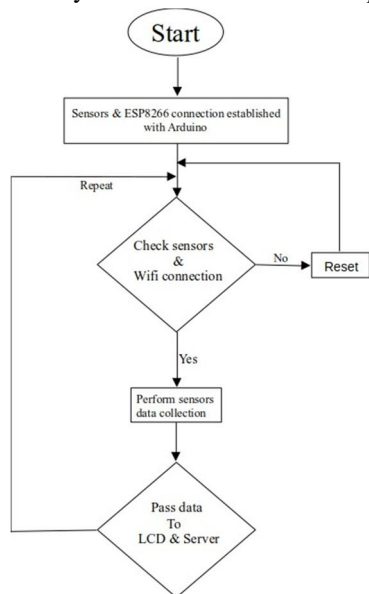 Start
Sensors & ESP8266 connection established
with Arduino
Repeat
Check sensors
&
Wifi connection
No
Reset
Yes
Perform sensors
data collection
Pass data
To
LCD & Server